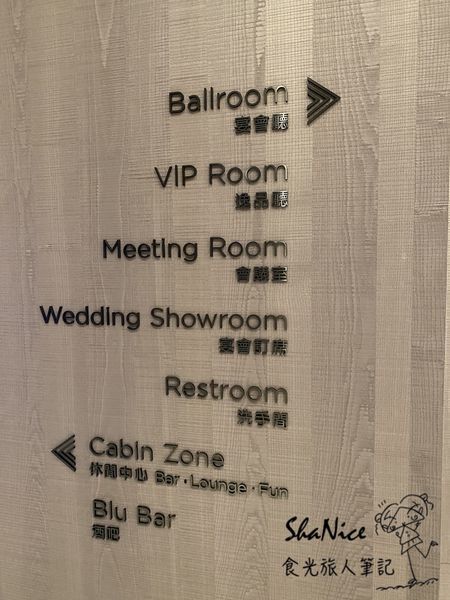 Ballroom
宴會廳
VIP Room
逸品廳
Meeting Room
會議室
Wedding Showroom
宴會訂席
Restroom
洗手間
Cabin Zone
休閒中心 Bar·Lounge·Fun
Blu Bar
酒吧
ShaNice
食光旅人筆記